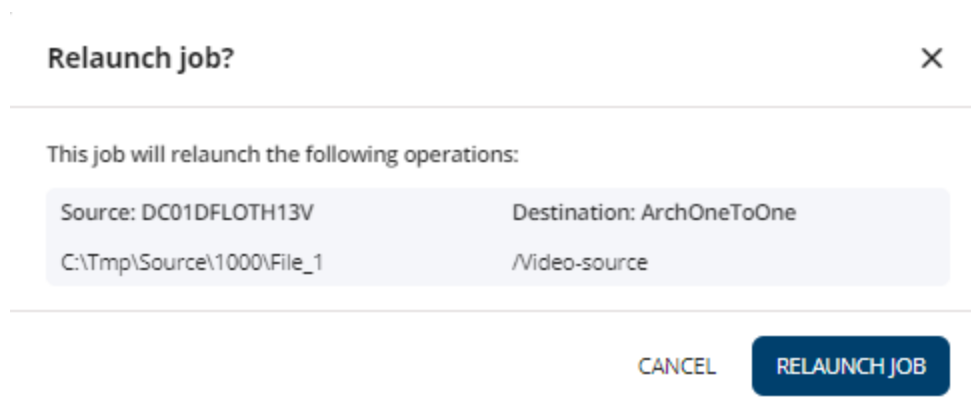 Relaunch job?
This job will relaunch the following operations:
Source: DC01DFLOTH13V Destination: ArchOneToOne
C:\Tmp\Source\1000\File_1 /Video-source
CANCEL RELAUNCH JOB